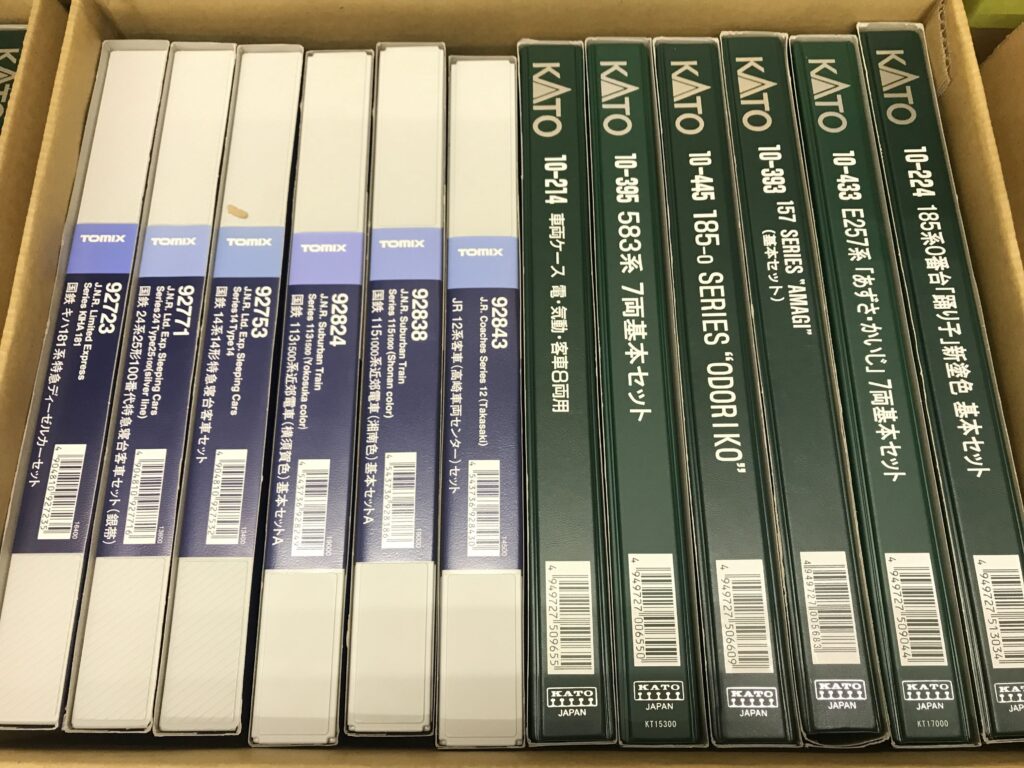 TOMIX
92723
J.N.R. Limited Express
Series KIHA 181
国鉄 キハ181系特急ディーゼルカーセット
16400
TOMIX
92771
J.N.R. Ltd. Exp. Sleeping Cars
Series 24 Type25-100(silver line)
国鉄 24系25形100番代特急寝台客車セット(銀帯)
TOMIX
92753
J.N.R. Ltd. Exp. Sleeping Cars
Series 14 Type14
国鉄 14系14形特急寝台客車セット
TOMIX
92824
J.N.R. Suburban Train
Series 113-1500 (Yokosuka color)
国鉄 113-1500系近郊電車(横須賀色)基本セットA
TOMIX
92838
J.N.R. Suburban Train
Series 115-1000 (Shonan color)
国鉄 115-1000系近郊電車(湘南色)基本セットA
TOMIX
92843
J.R. Coaches Series 12 (Takasaki)
JR 12系客車(高崎車両センター)セット
KATO
10-214 車両ケース 電・気動・客車8両用
4949727509655
KATO
JAPAN
KATO
10-395 583系 7両基本セット
4949727006550
KATO
JAPAN
KT15300
KATO
10-445 185-0 SERIES "ODORIKO"
4949727506609
KATO
JAPAN
KATO
10-393 157 SERIES "AMAGI"
(基本セット)
4949727005683
KATO
JAPAN
KATO
10-433 E257系「あずさ・かいじ」7両基本セット
4949727509044
KATO
JAPAN
KT17000
KATO
10-224 185系0番台「踊り子」新塗色 基本セット
4949727513034
KATO
JAPAN